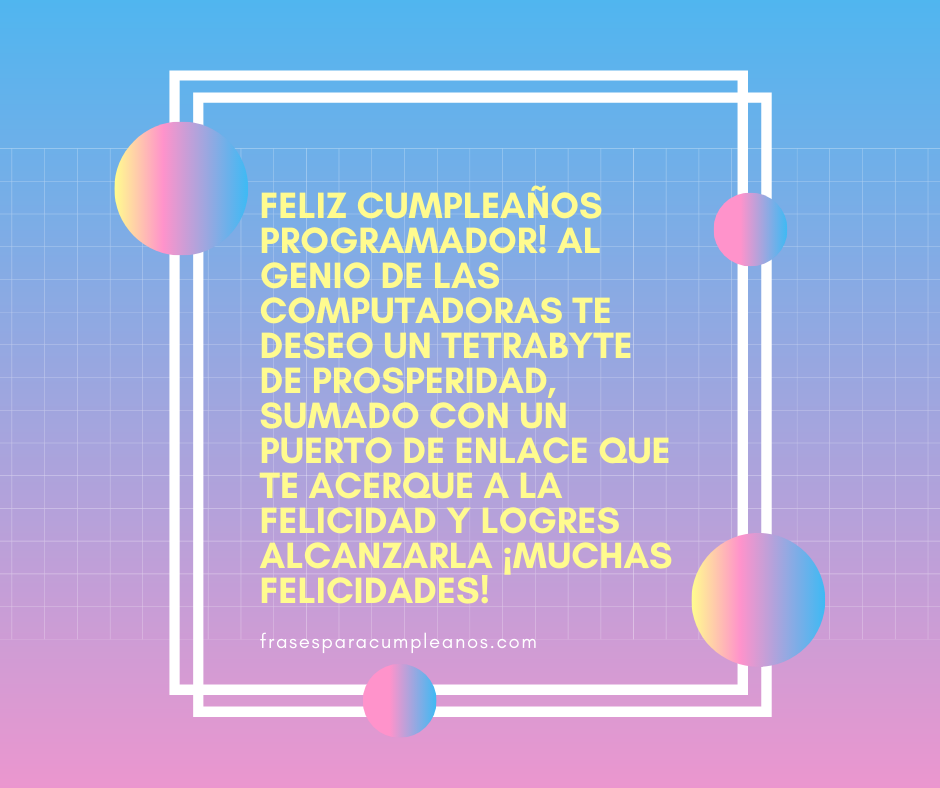 FELIZ CUMPLEAÑOS
PROGRAMADOR! AL
GENIO DE LAS
COMPUTADORAS TE
DESEO UN TETRABYTE
DE PROSPERIDAD,
SUMADO CON UN
PUERTO DE ENLACE QUE
TE ACERQUE A LA
FELICIDAD Y LOGRES
ALCANZARLA ¡MUCHAS
FELICIDADES!
frasesparacumpleanos.com